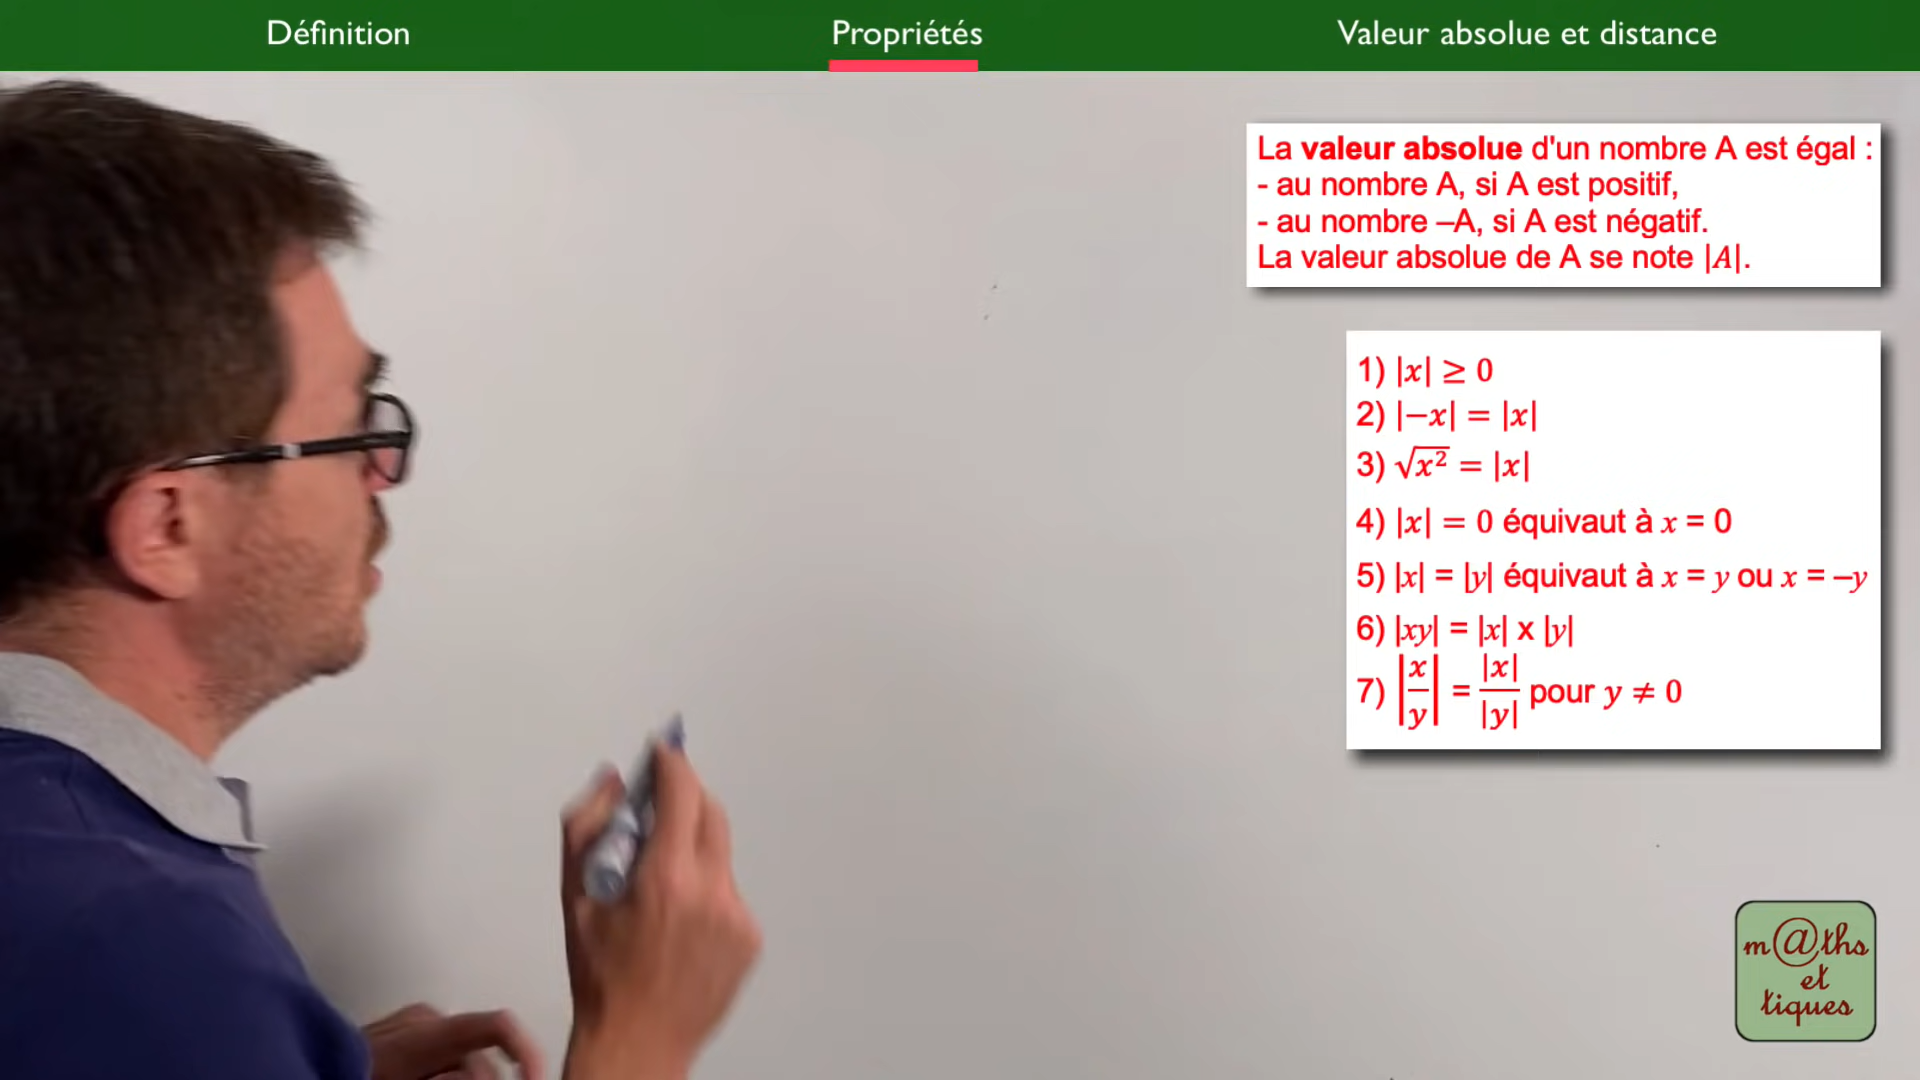 Définition
Propriétés
Valeur absolue et distance
La valeur absolue d'un nombre A est égal :
- au nombre A, si A est positif,
- au nombre –A, si A est négatif.
La valeur absolue de A se note |A|.
1) |x| ≥ 0
2) |−x| = |x|
3) √x² = |x|
4) |x| = 0 équivaut à x = 0
5) |x| = |y| équivaut à x = y ou x = –y
6) |xy| = |x| x |y|
7) |x/y| = |x|/|y| pour y ≠ 0
m@ths
et
tiques